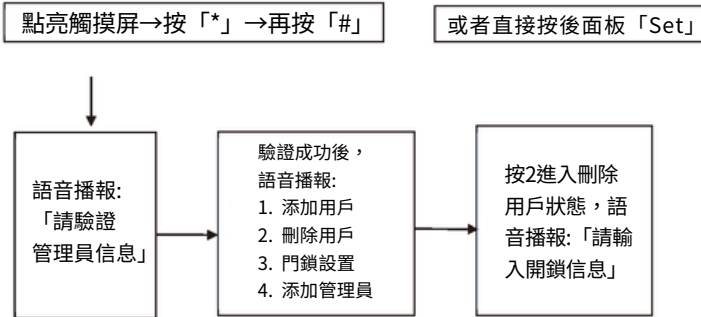 點亮觸摸屏→按「*」→再按「#」
或者直接按後面板「Set」
語音播報:
「請驗證
管理員信息」
驗證成功後，
語音播報:
1. 添加用戶
2. 刪除用戶
3. 門鎖設置
4. 添加管理員
按2進入刪除
用戶狀態，語
音播報:「請輸
入開鎖信息」